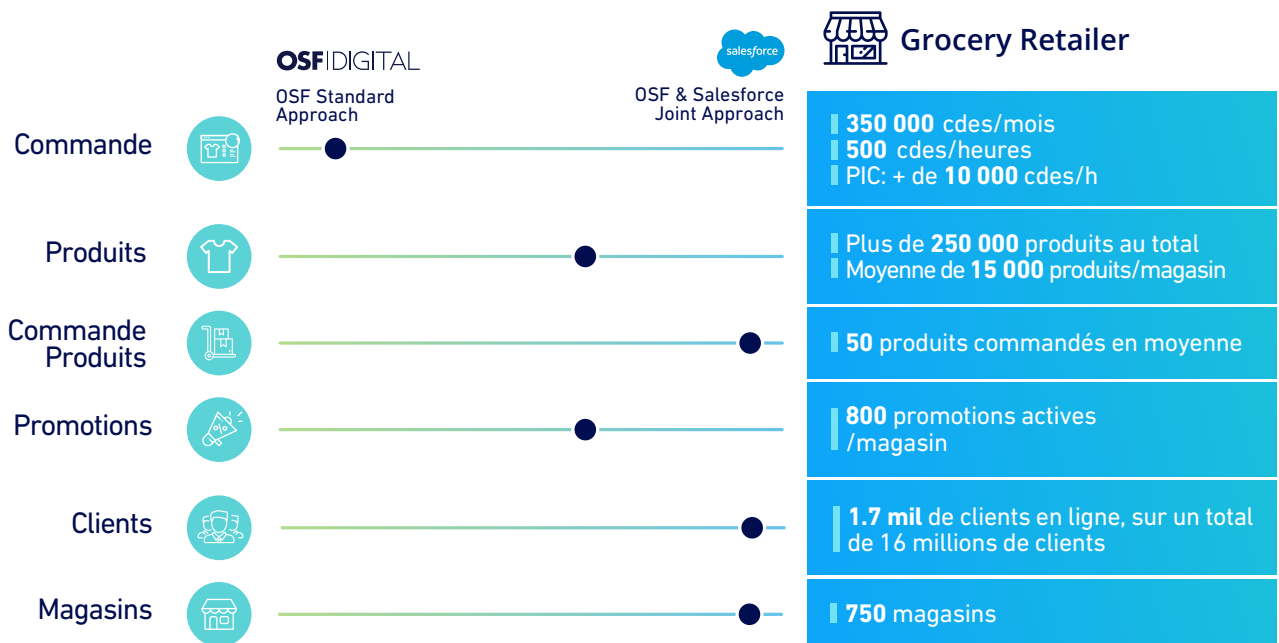 OSF|DIGITAL
OSF Standard
Approach
salesforce
OSF & Salesforce
Joint Approach
Grocery Retailer
Commande
350 000 cdes/mois
500 cdes/heures
PIC: + de 10 000 cdes/h
Produits
Plus de 250 000 produits au total
Moyenne de 15 000 produits/magasin
Commande
Produits
50 produits commandés en moyenne
Promotions
800 promotions actives
/magasin
Clients
1.7 mil de clients en ligne, sur un total
de 16 millions de clients
Magasins
750 magasins